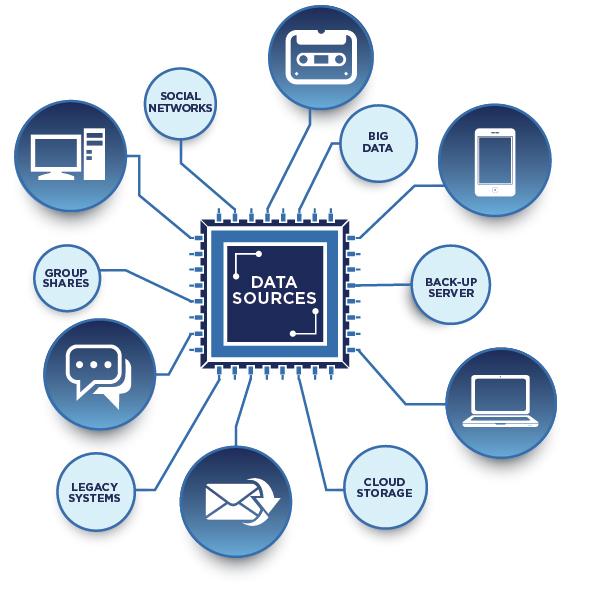 SOCIAL
NETWORKS
BIG
DATA
GROUP
SHARES
DATA
SOURCES
BACK-UP
SERVER
LEGACY
SYSTEMS
CLOUD
STORAGE